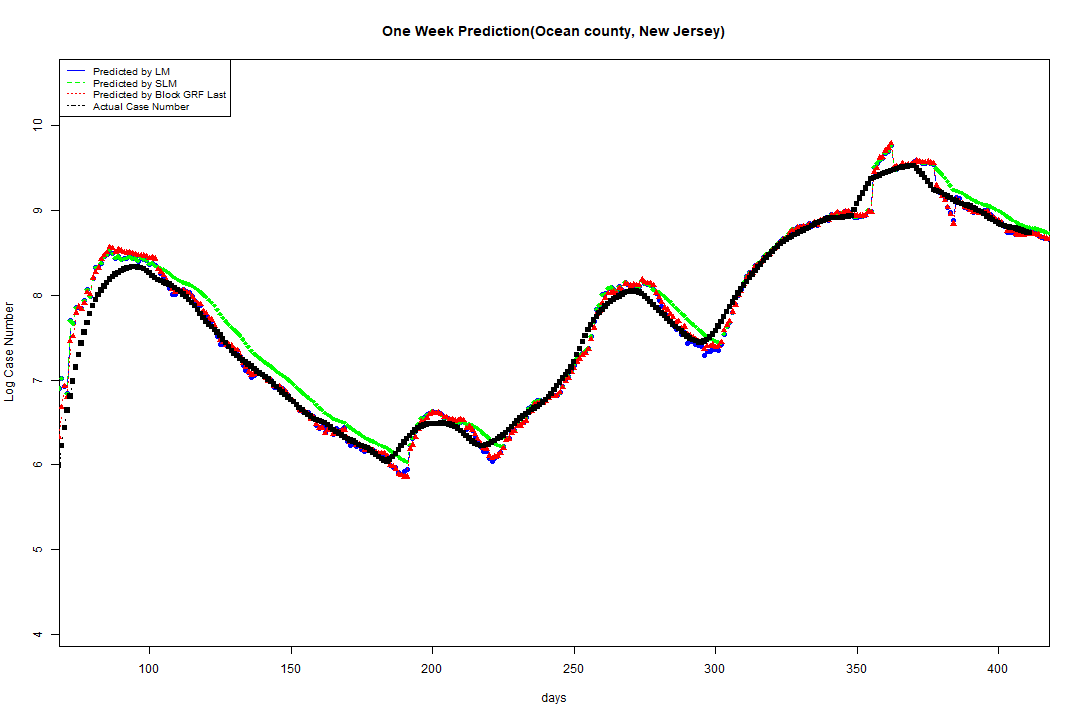 One Week Prediction(Ocean county, New Jersey)
Predicted by LM
Predicted by SLM
Predicted by Block GRF Last
Actual Case Number
10
9
8
7
6
5
4
Log Case Number
100 150 200 250 300 350 400
days